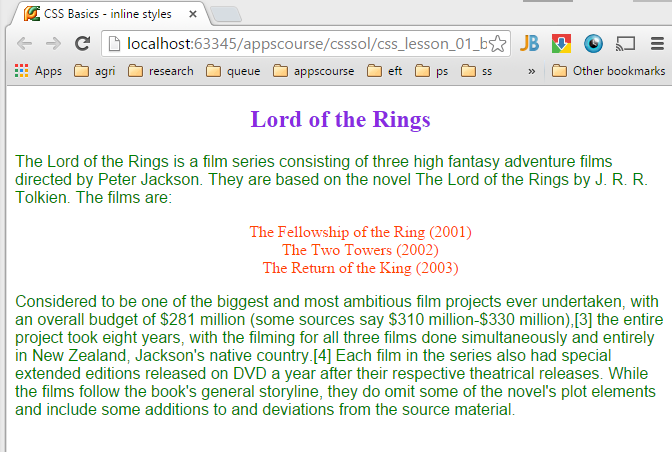 CSS Basics - inline styles
localhost:63345/appscourse/csssol/css_lesson_01_b
JB
Apps agri research queue appscourse eft ps ss » Other bookmarks
Lord of the Rings
The Lord of the Rings is a film series consisting of three high fantasy adventure films
directed by Peter Jackson. They are based on the novel The Lord of the Rings by J. R. R.
Tolkien. The films are:
The Fellowship of the Ring (2001)
The Two Towers (2002)
The Return of the King (2003)
Considered to be one of the biggest and most ambitious film projects ever undertaken, with
an overall budget of $281 million (some sources say $310 million-$330 million),[3] the entire
project took eight years, with the filming for all three films done simultaneously and entirely
in New Zealand, Jackson's native country.[4] Each film in the series also had special
extended editions released on DVD a year after their respective theatrical releases. While
the films follow the book's general storyline, they do omit some of the novel's plot elements
and include some additions to and deviations from the source material.